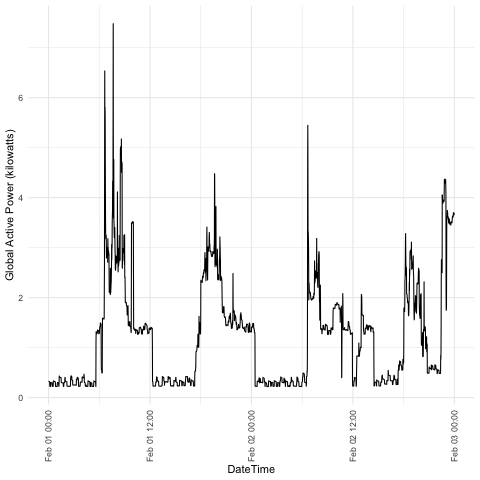 Global Active Power (kilowatts)
6
4
2
0
Feb 01 00:00
Feb 01 12:00
Feb 02 00:00
Feb 02 12:00
Feb 03 00:00
DateTime